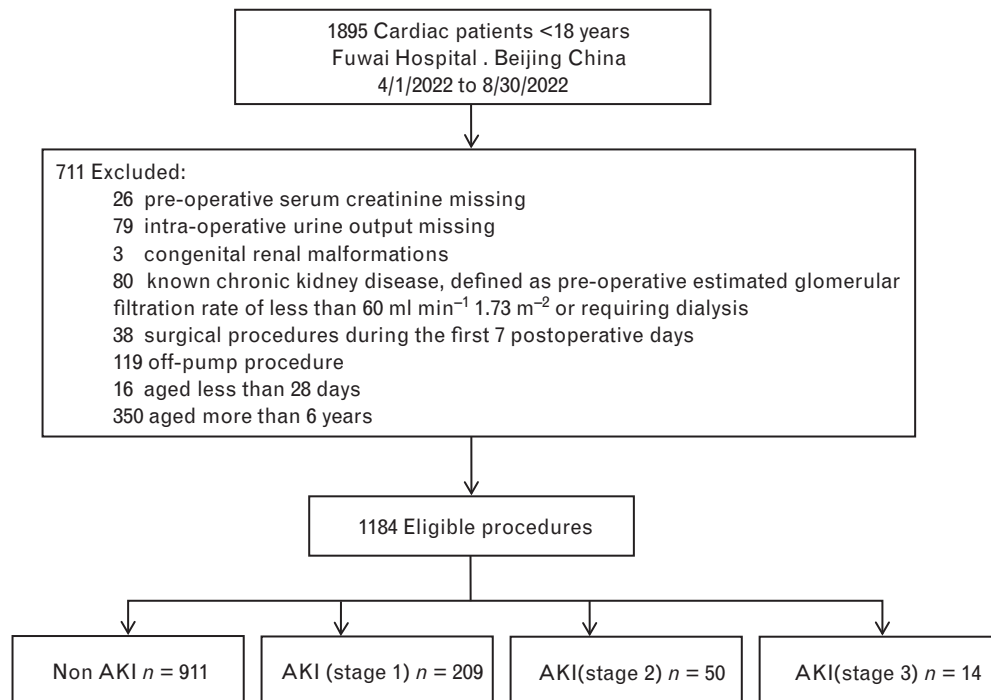 1895 Cardiac patients <18 years
Fuwai Hospital . Beijing China
4/1/2022 to 8/30/2022
711 Excluded:
26 pre-operative serum creatinine missing
79 intra-operative urine output missing
3 congenital renal malformations
80 known chronic kidney disease, defined as pre-operative estimated glomerular
filtration rate of less than 60 ml min⁻¹ 1.73 m⁻² or requiring dialysis
38 surgical procedures during the first 7 postoperative days
119 off-pump procedure
16 aged less than 28 days
350 aged more than 6 years
1184 Eligible procedures
Non AKI n = 911
AKI (stage 1) n = 209
AKI(stage 2) n = 50
AKI(stage 3) n = 14